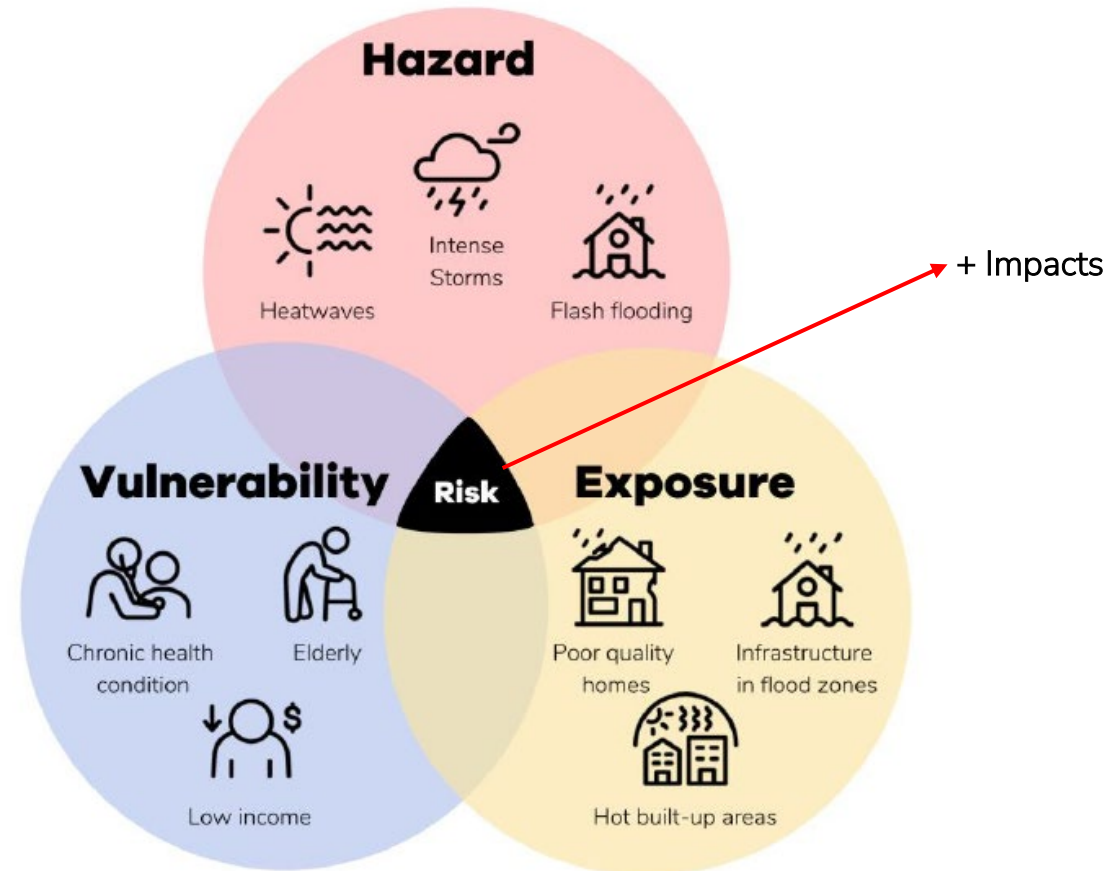 Hazard
Intense
Storms
Heatwaves
Flash flooding
+ Impacts
Vulnerability
Risk
Exposure
Chronic health
condition
Elderly
Poor quality
homes
Infrastructure
in flood zones
$
Low income
Hot built-up areas